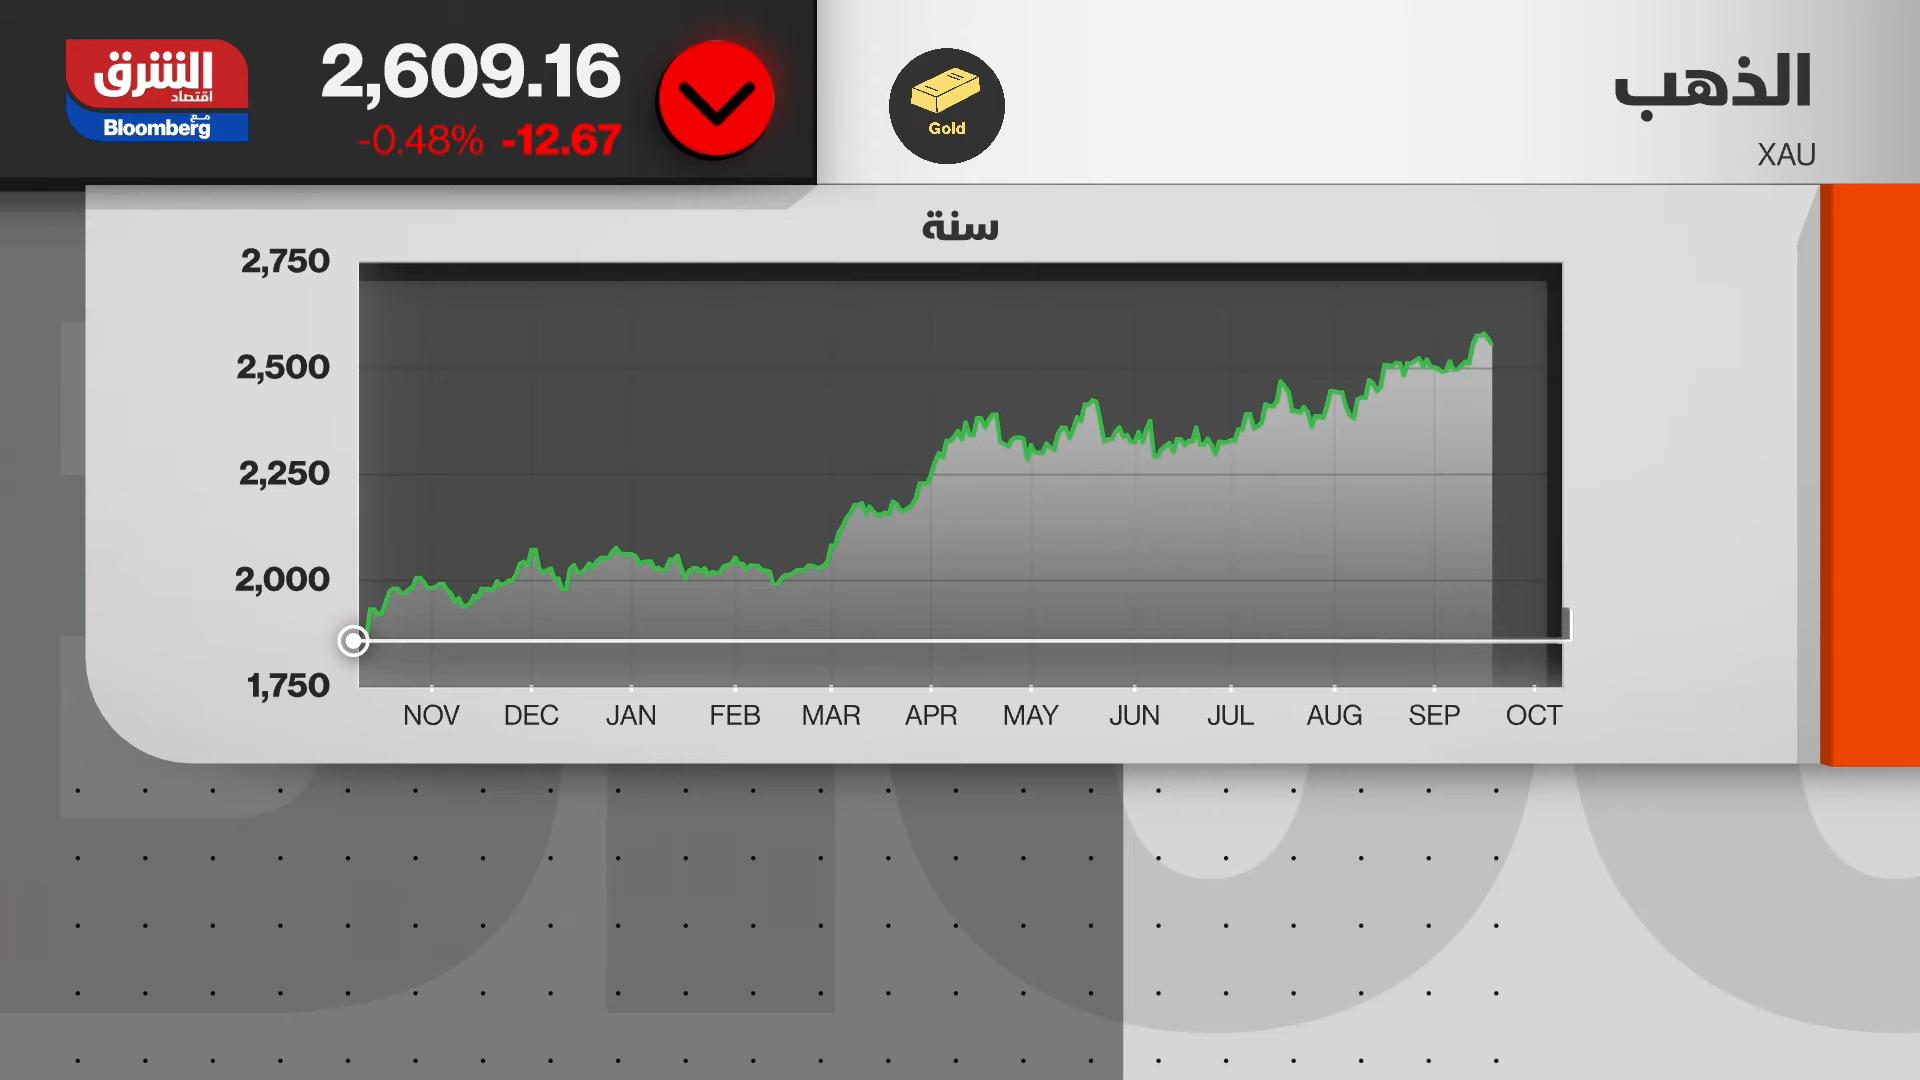 الشرق
اقتصاد
مع
Bloomberg
2,609.16
-0.48% -12.67
Gold
الذهب
XAU
سنة
2,750
2,500
2,250
2,000
1,750
NOV DEC JAN FEB MAR APR MAY JUN JUL AUG SEP OCT